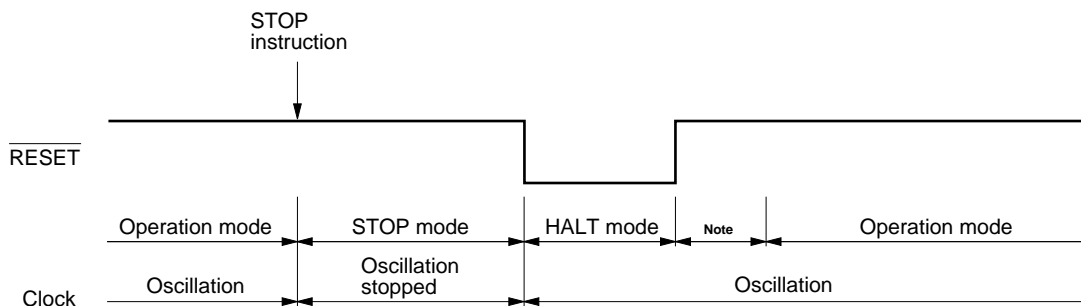 STOP
instruction
RESET
Operation mode STOP mode HALT mode Note Operation mode
Oscillation
stopped
Clock Oscillation Oscillation